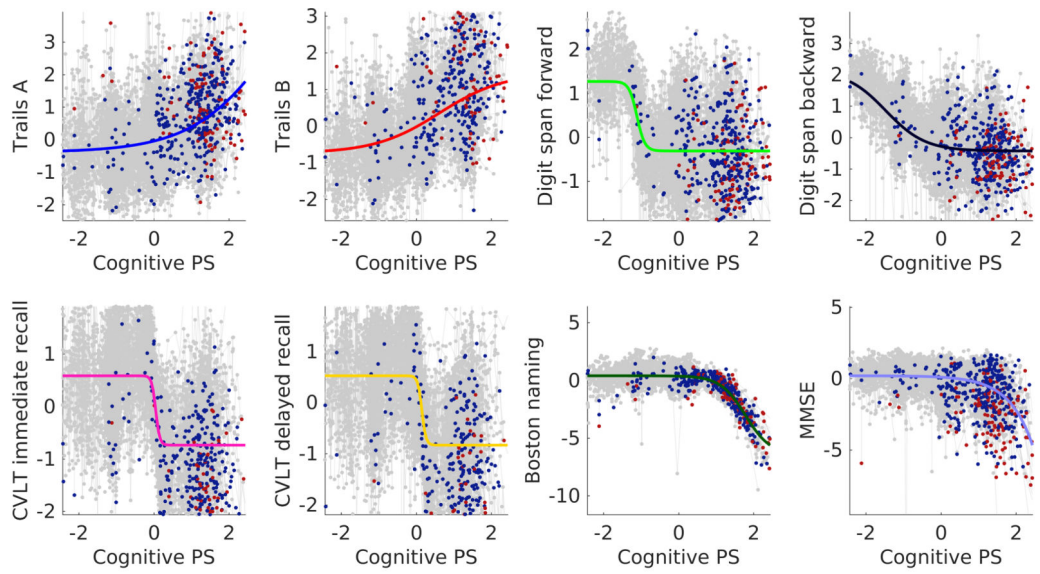 Trails A
3
2
1
0
-1
-2
-2 0 2
Cognitive PS
Trails B
3
2
1
0
-1
-2
-2 0 2
Cognitive PS
Digit span forward
2
1
0
-1
-2 0 2
Cognitive PS
Digit span backward
3
2
1
0
-1
-2
-2 0 2
Cognitive PS
CVLT immediate recall
1
0
-1
-2
-2 0 2
Cognitive PS
CVLT delayed recall
1
0
-1
-2
-2 0 2
Cognitive PS
Boston naming
5
0
-5
-11
-2 0 2
Cognitive PS
MMSE
5
0
-5
-2 0 2
Cognitive PS